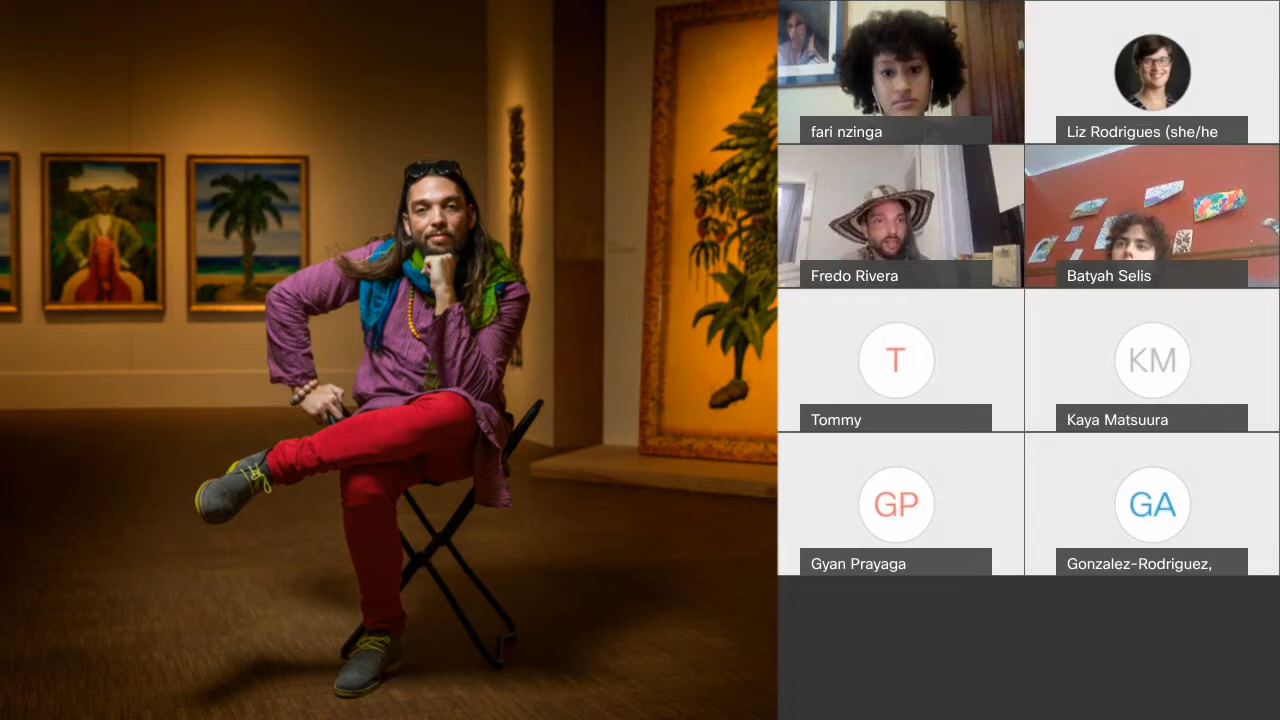 fari nzinga
Liz Rodrigues (she/he
Fredo Rivera
Batyah Selis
T
KM
Tommy
Kaya Matsuura
GP
GA
Gyan Prayaga
Gonzalez-Rodriguez,